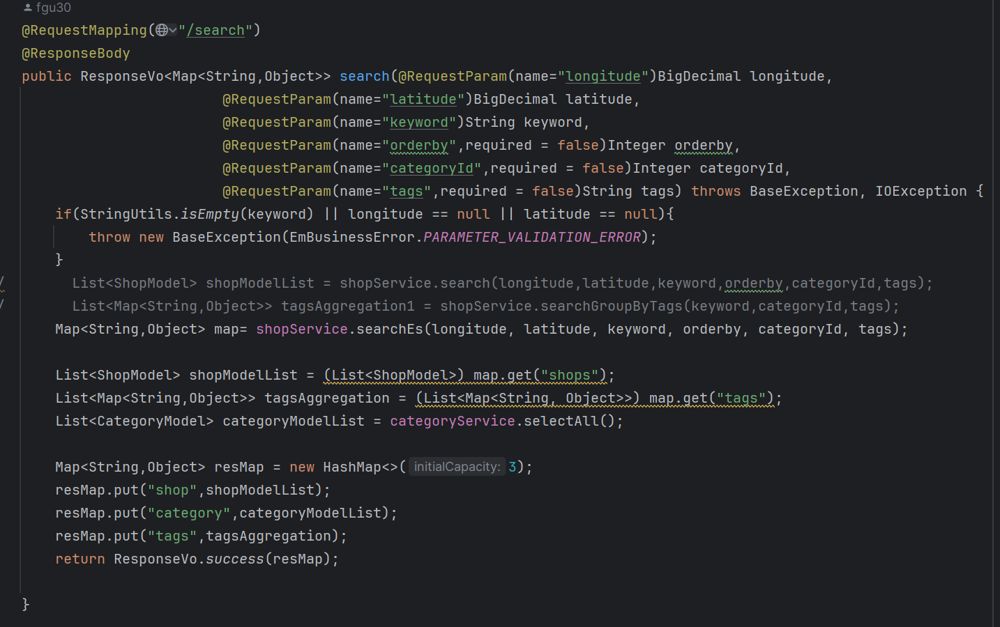 fgu30
@RequestMapping("/search")
@ResponseBody
public ResponseVo<Map<String,Object>> search(@RequestParam(name="longitude")BigDecimal longitude,
@RequestParam(name="latitude")BigDecimal latitude,
@RequestParam(name="keyword")String keyword,
@RequestParam(name="orderby",required = false)Integer orderby,
@RequestParam(name="categoryId",required = false)Integer categoryId,
@RequestParam(name="tags",required = false)String tags) throws BaseException, IOException {
if(StringUtils.isEmpty(keyword) || longitude == null || latitude == null){
throw new BaseException(EmBusinessError.PARAMETER_VALIDATION_ERROR);
}
/ List<ShopModel> shopModelList = shopService.search(longitude,latitude,keyword,orderby,categoryId,tags);
/ List<Map<String,Object>> tagsAggregation1 = shopService.searchGroupByTags(keyword,categoryId,tags);
Map<String,Object> map= shopService.searchEs(longitude, latitude, keyword, orderby, categoryId, tags);
List<ShopModel> shopModelList = (List<ShopModel>) map.get("shops");
List<Map<String,Object>> tagsAggregation = (List<Map<String, Object>>) map.get("tags");
List<CategoryModel> categoryModelList = categoryService.selectAll();
Map<String,Object> resMap = new HashMap<>( initialCapacity: 3);
resMap.put("shop",shopModelList);
resMap.put("category",categoryModelList);
resMap.put("tags",tagsAggregation);
return ResponseVo.success(resMap);
}